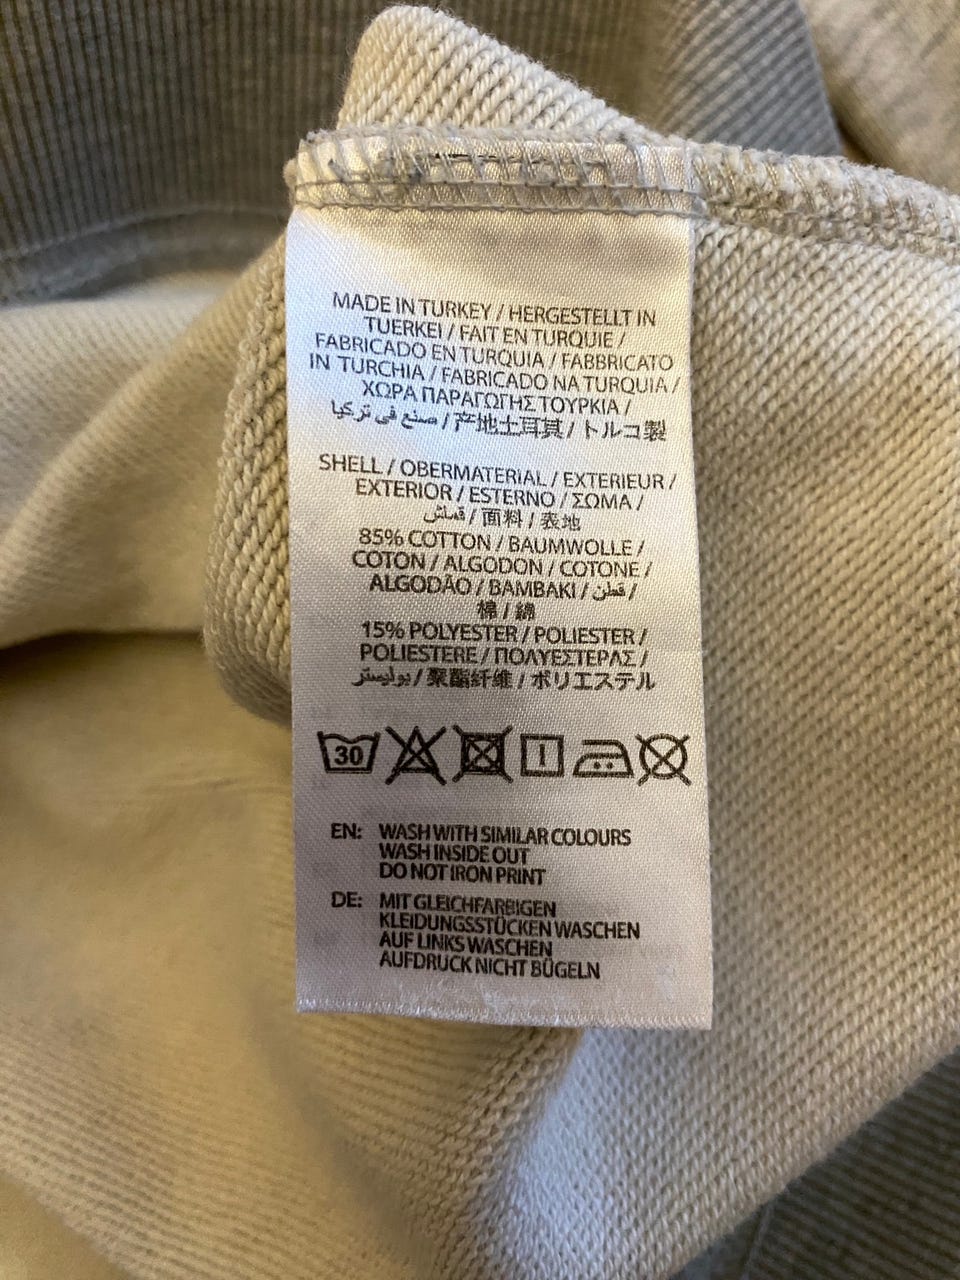 MADE IN TURKEY / HERGESTELLT IN
TUERKEI / FAIT EN TURQUIE /
FABRICADO EN TURQUIA / FABBRICATO
IN TURCHIA / FABRICADO NA TURQUIA /
ΧΩΡΑ ΠΑΡΑΓΩΓΗΣ ΤΟΥΡΚΙΑ /
صنع في تركيا / 产地土耳其 / トルコ製
SHELL / OBERMATERIAL / EXTERIEUR /
EXTERIOR / ESTERNO / ΣΩΜΑ /
قماش / 面料 / 表地
85% COTTON / BAUMWOLLE /
COTON / ALGODON / COTONE /
ALGODÃO / BAMBAKI / قطن /
棉 / 綿
15% POLYESTER / POLIESTER /
POLIESTERE / ΠΟΛΥΕΣΤΕΡΑΣ /
بوليستر / 聚酯纤维 / ポリエステル
30
EN: WASH WITH SIMILAR COLOURS
WASH INSIDE OUT
DO NOT IRON PRINT
DE: MIT GLEICHFARBIGEN
KLEIDUNGSSTÜCKEN WASCHEN
AUF LINKS WASCHEN
AUFDRUCK NICHT BÜGELN